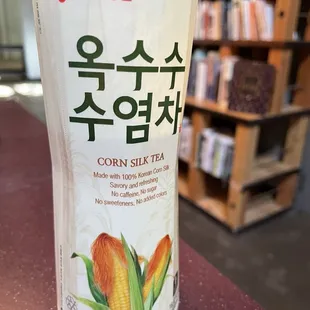 옥수수
수염차
CORN SILK TEA
Made with 100% Korean Corn Silk
Savory and refreshing
No caffeine, No sugar
No sweeteners, No added colors